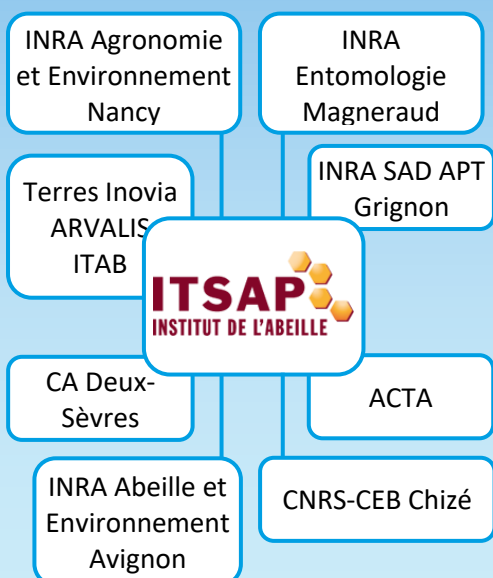 INRA Agronomie
et Environnement
Nancy
INRA
Entomologie
Magneraud
Terres Inovia
ARVALIS
ITAB
INRA SAD APT
Grignon
ITSAP
INSTITUT DE L'ABEILLE
CA Deux-
Sèvres
ACTA
INRA Abeille et
Environnement
Avignon
CNRS-CEB Chizé